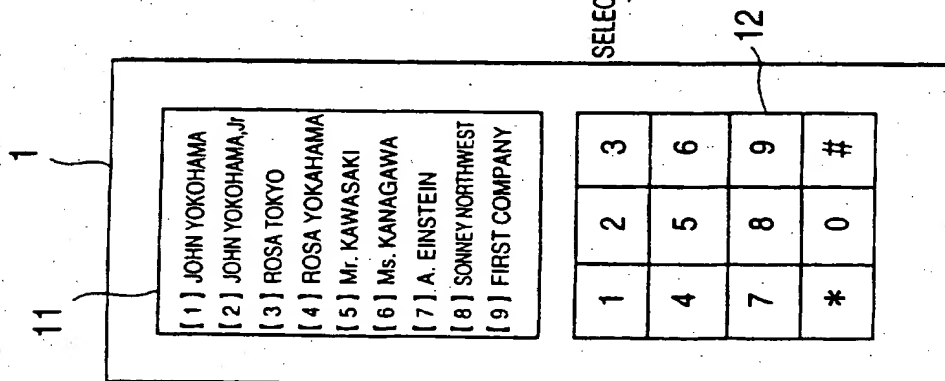 1
11
[1] JOHN YOKOHAMA
[2] JOHN YOKOHAMA,Jr
[3] ROSA TOKYO
[4] ROSA YOKAHAMA
[5] Mr. KAWASAKI
[6] Ms. KANAGAWA
[7] A. EINSTEIN
[8] SONNEY NORTHWEST
[9] FIRST COMPANY
SELEC
12
1 2 3
4 5 6
7 8 9
* 0 #